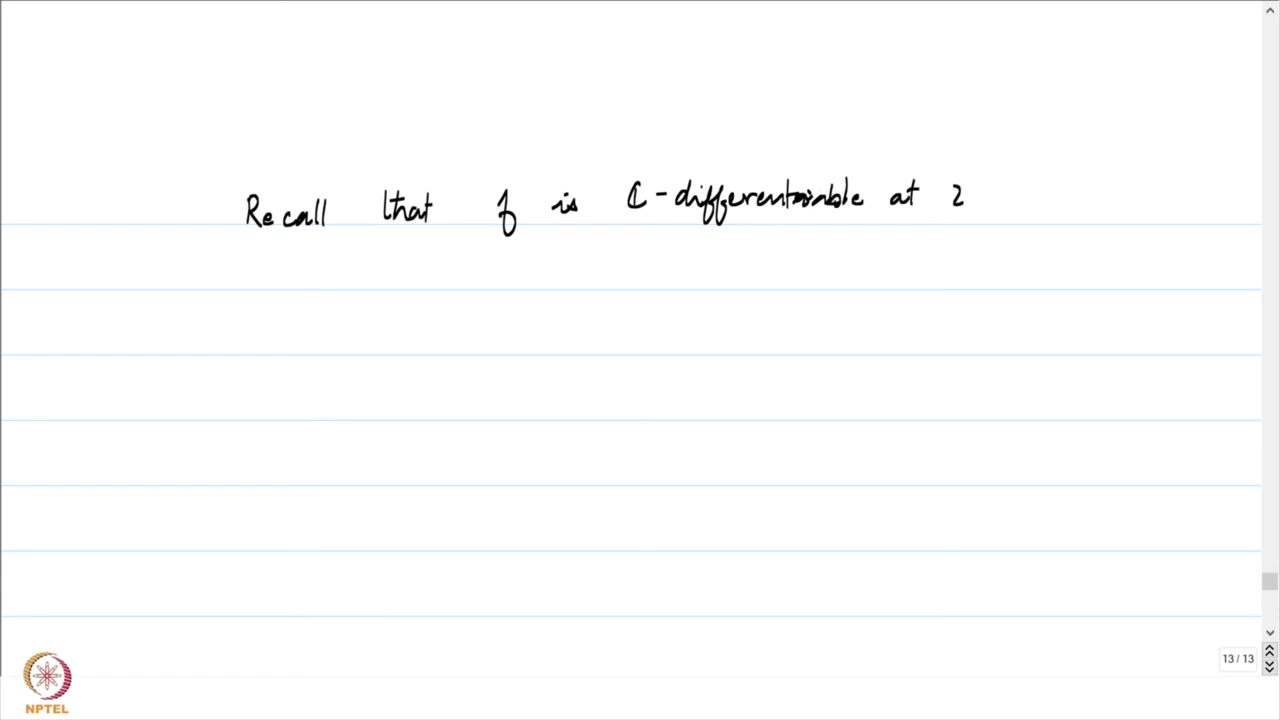 Recall that f is ℂ-differentiable at z
13 / 13
NPTEL